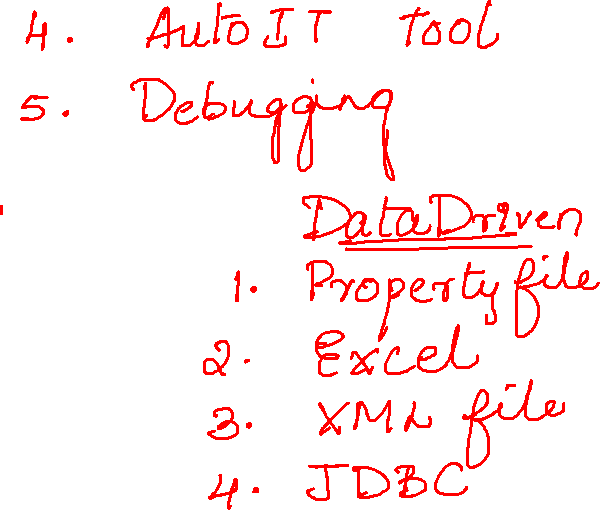 4. AutoIT Tool
5. Debugging
DataDriven
1. Property file
2. Excel
3. XML file
4. JDBC